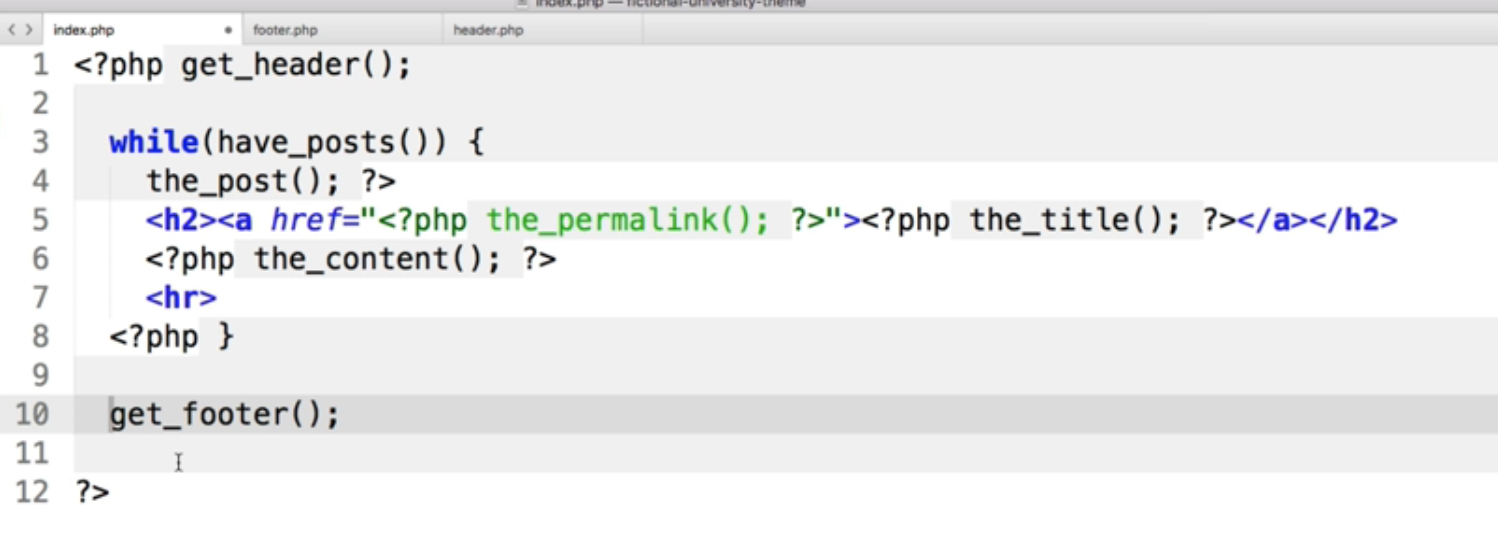 index.php — fictional-university-theme
index.php footer.php header.php
1 <?php get_header();
2
3 while(have_posts()) {
4 the_post(); ?>
5 <h2><a href="<?php the_permalink(); ?>"><?php the_title(); ?></a></h2>
6 <?php the_content(); ?>
7 <hr>
8 <?php }
9
10 get_footer();
11
12 ?>